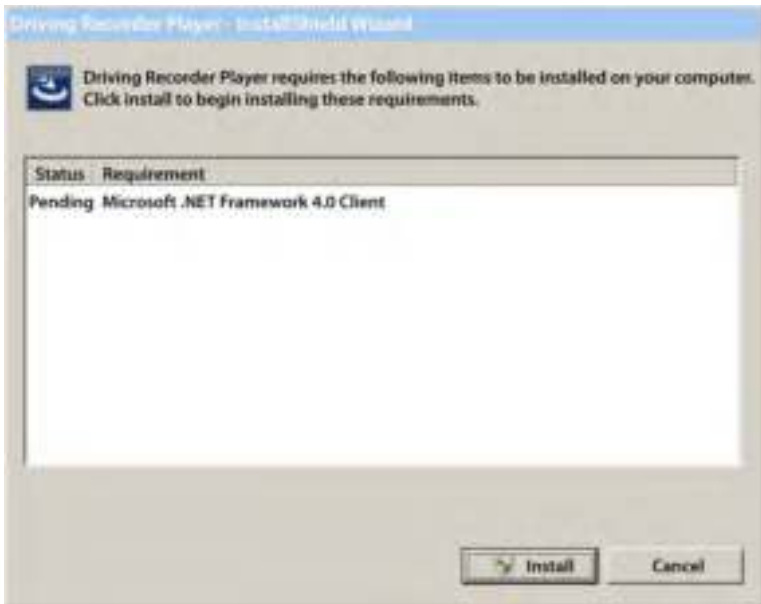 Driving Recorder Player - InstallShield Wizard
Driving Recorder Player requires the following items to be installed on your computer.
Click install to begin installing these requirements.
Status Requirement
Pending Microsoft .NET Framework 4.0 Client
Install Cancel